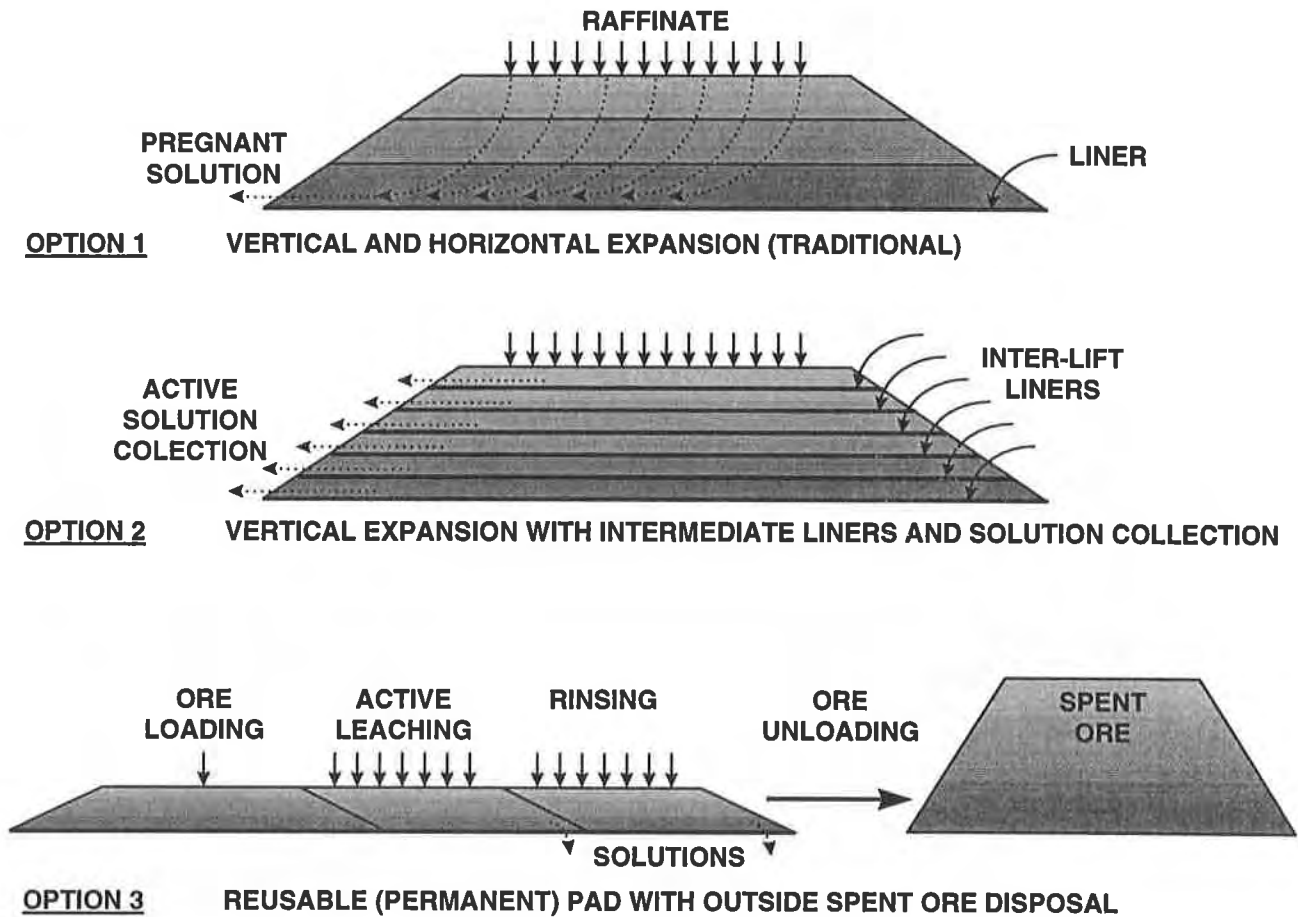 RAFFINATE
PREGNANT
SOLUTION
LINER
OPTION 1 VERTICAL AND HORIZONTAL EXPANSION (TRADITIONAL)
ACTIVE
SOLUTION
COLECTION
INTER-LIFT
LINERS
OPTION 2 VERTICAL EXPANSION WITH INTERMEDIATE LINERS AND SOLUTION COLLECTION
ORE
LOADING
ACTIVE
LEACHING
RINSING
ORE
UNLOADING
SPENT
ORE
SOLUTIONS
OPTION 3 REUSABLE (PERMANENT) PAD WITH OUTSIDE SPENT ORE DISPOSAL